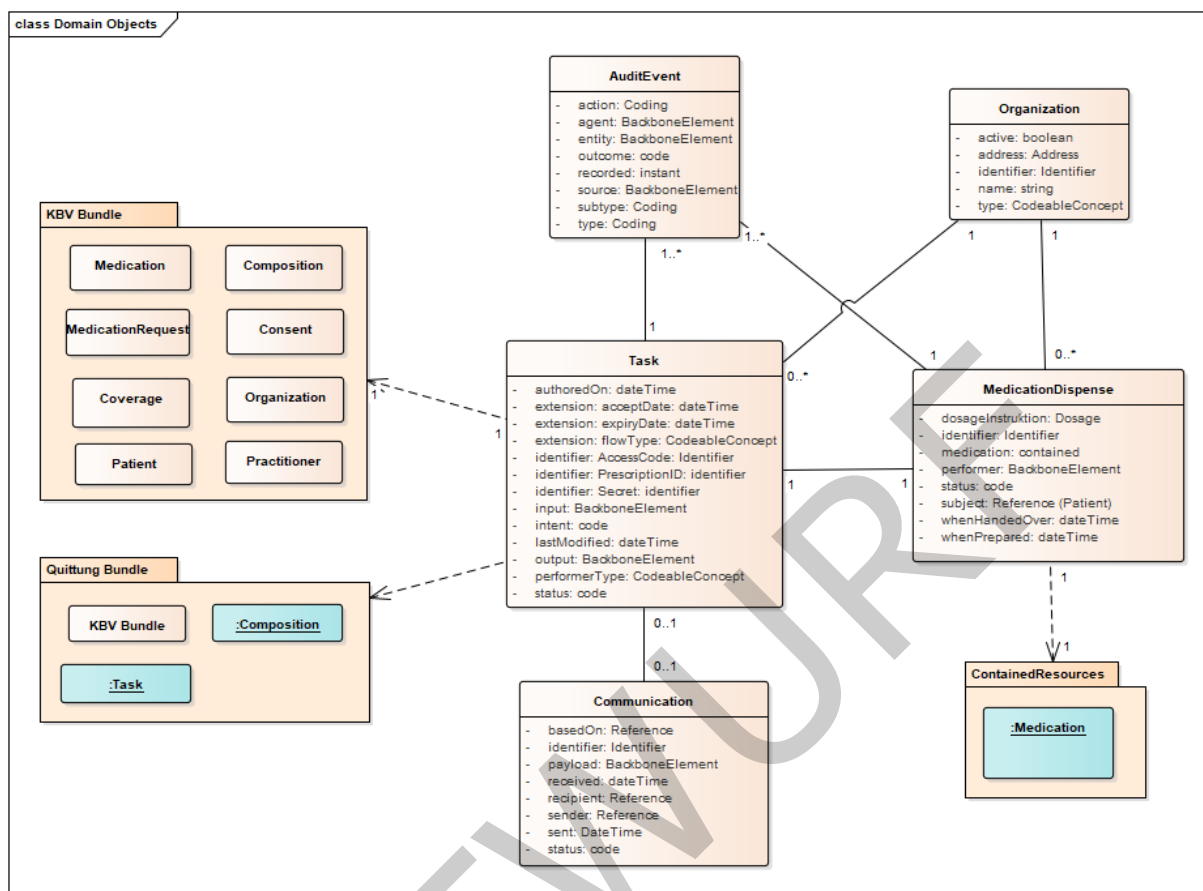 class Domain Objects
AuditEvent
- action: Coding
- agent: BackboneElement
- entity: BackboneElement
- outcome: code
- recorded: instant
- source: BackboneElement
- subtype: Coding
- type: Coding
Organization
- active: boolean
- address: Address
- identifier: Identifier
- name: string
- type: CodeableConcept
KBV Bundle
Medication
Composition
MedicationRequest
Consent
Coverage
Organization
Patient
Practitioner
1..*
1..*
1
1
1
1
0..*
0..*
Task
- authoredOn: dateTime
- extension: acceptDate: dateTime
- extension: expiryDate: dateTime
- extension: flowType: CodeableConcept
- identifier: AccessCode: Identifier
- identifier: PrescriptionID: identifier
- identifier: Secret: identifier
- input: BackboneElement
- intent: code
- lastModified: dateTime
- output: BackboneElement
- performerType: CodeableConcept
- status: code
MedicationDispense
- dosageInstruktion: Dosage
- identifier: Identifier
- medication: contained
- performer: BackboneElement
- status: code
- subject: Reference (Patient)
- whenHandedOver: dateTime
- whenPrepared: dateTime
1
1
1
1
Quittung Bundle
KBV Bundle
:Composition
:Task
0..1
0..1
1
1
ContainedResources
:Medication
Communication
- basedOn: Reference
- identifier: Identifier
- payload: BackboneElement
- received: dateTime
- recipient: Reference
- sender: Reference
- sent: DateTime
- status: code
TWURF